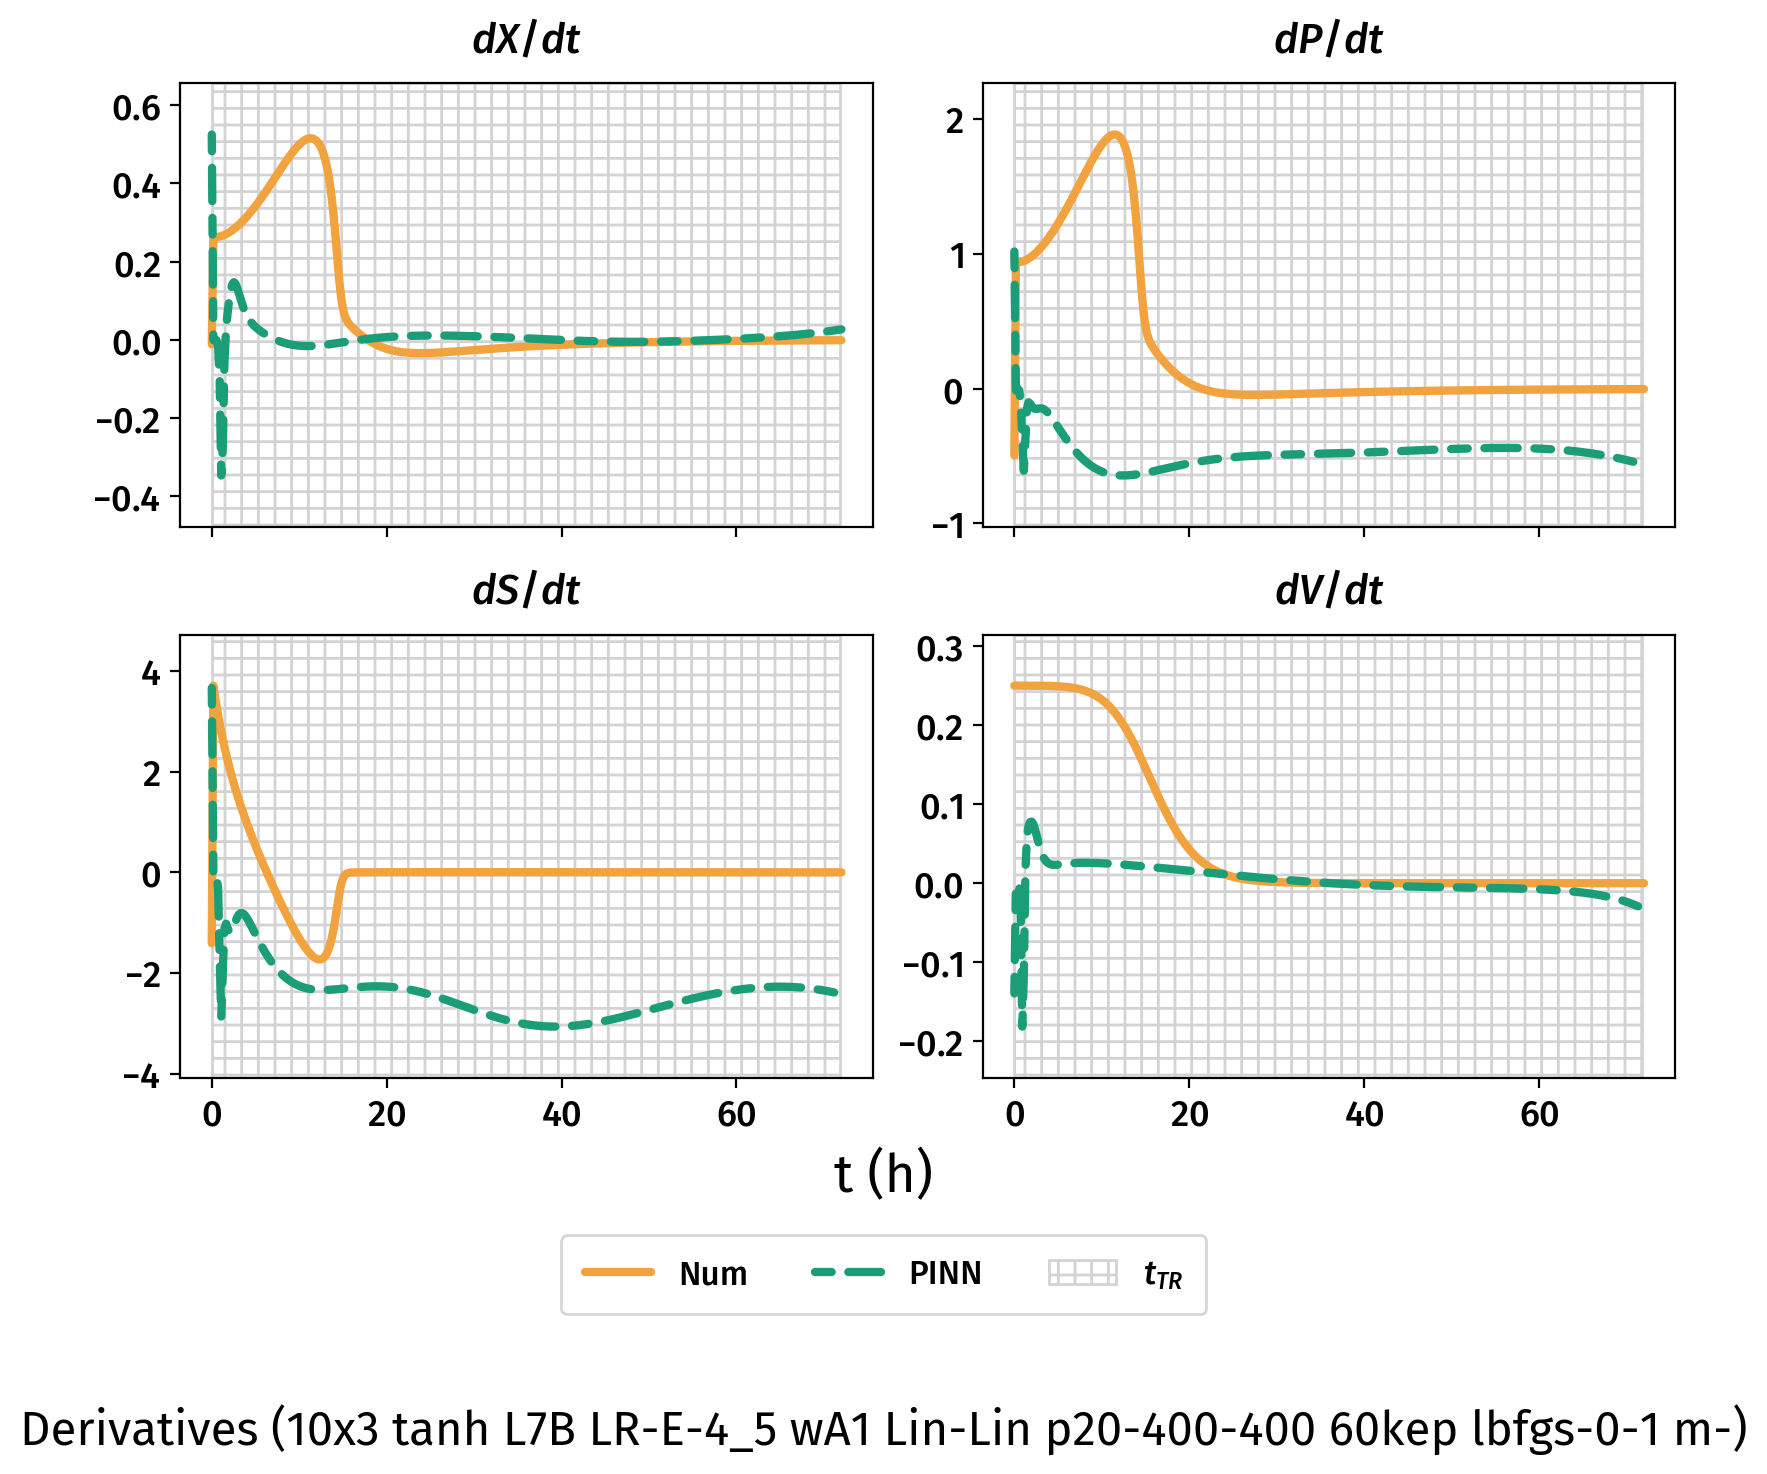 dX/dt
dP/dt
0.6
0.4
0.2
0.0
−0.2
−0.4
2
1
0
−1
dS/dt
dV/dt
4
2
0
−2
−4
0 20 40 60
0.3
0.2
0.1
0.0
−0.1
−0.2
0 20 40 60
t (h)
Num PINN tTR
Derivatives (10x3 tanh L7B LR-E-4_5 wA1 Lin-Lin p20-400-400 60kep lbfgs-0-1 m-)